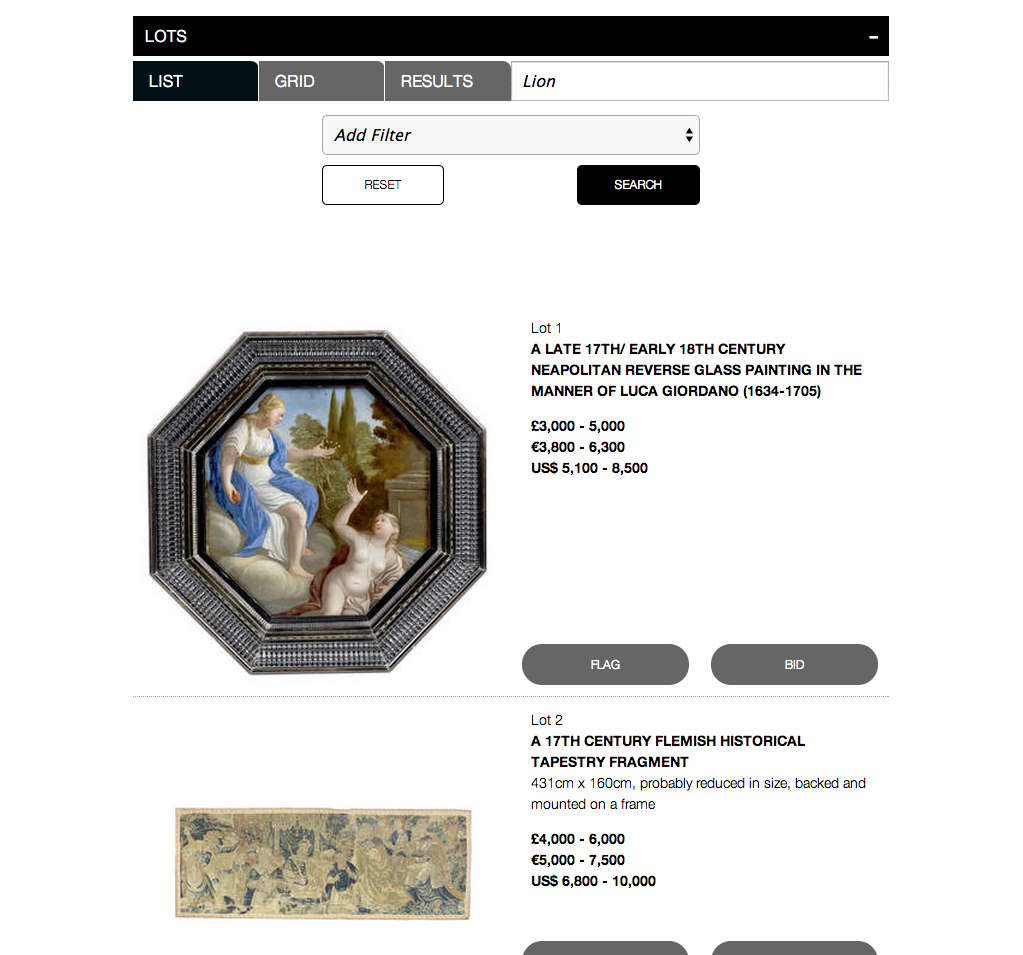 LOTS
LIST
GRID
RESULTS
Lion
Add Filter
RESET
SEARCH
Lot 1
A LATE 17TH/ EARLY 18TH CENTURY
NEAPOLITAN REVERSE GLASS PAINTING IN THE
MANNER OF LUCA GIORDANO (1634-1705)
£3,000 - 5,000
€3,800 - 6,300
US$ 5,100 - 8,500
FLAG
BID
Lot 2
A 17TH CENTURY FLEMISH HISTORICAL
TAPESTRY FRAGMENT
431cm x 160cm, probably reduced in size, backed and
mounted on a frame
£4,000 - 6,000
€5,000 - 7,500
US$ 6,800 - 10,000